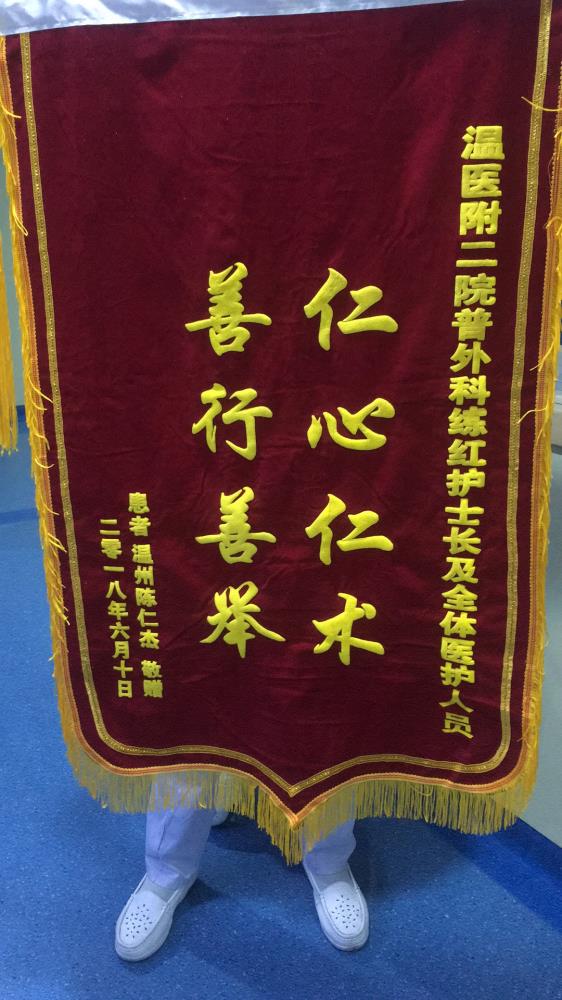 温医附二院普外科练红护士长及全体医护人员
仁心仁术
善行善举
患者 温州陈仁杰 敬赠
二零一八年六月十日